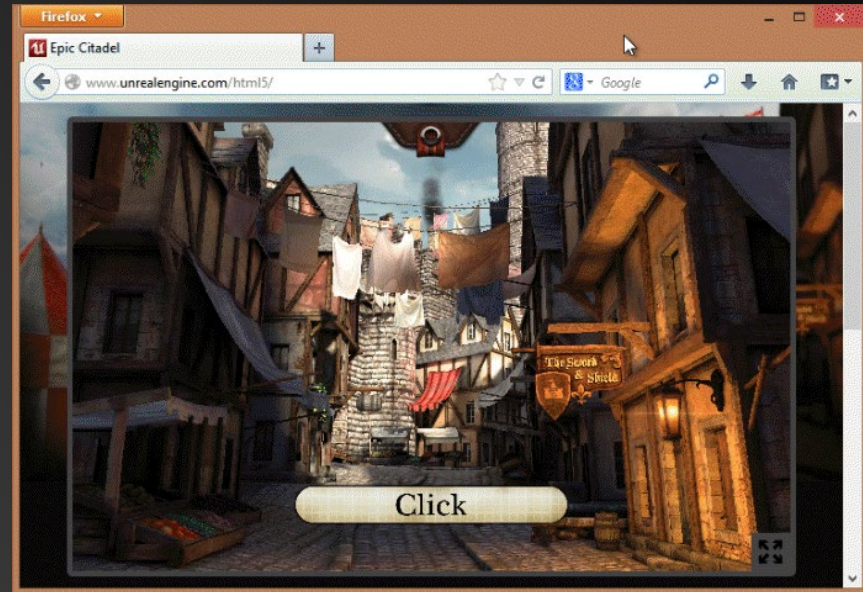 Firefox
Epic Citadel
www.unrealengine.com/html5/
Google
The Sword
& Shield
Click